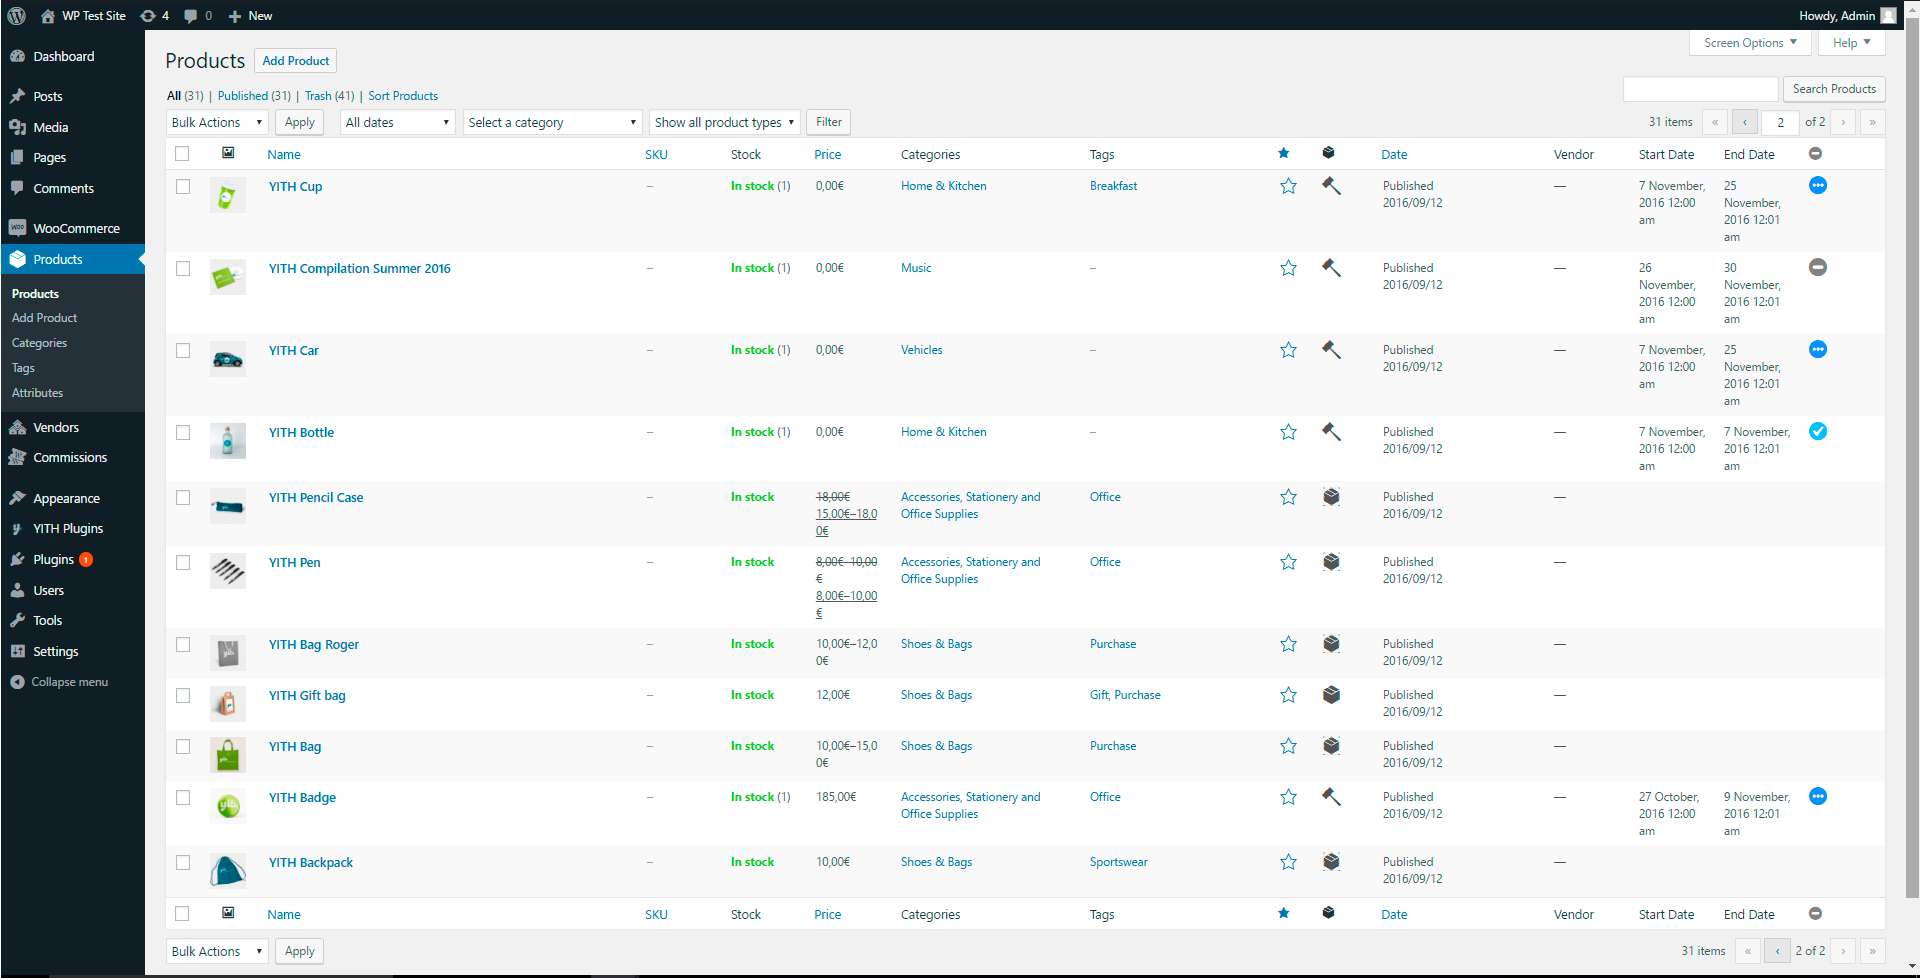 WP Test Site 4 0 New Howdy, Admin
Screen Options Help
Dashboard
Posts
Media
Pages
Comments
WooCommerce
Products
Products
Add Product
Categories
Tags
Attributes
Vendors
Commissions
Appearance
YITH Plugins
Plugins 1
Users
Tools
Settings
Collapse menu
Products Add Product
All (31) | Published (31) | Trash (41) | Sort Products
Search Products
Bulk Actions Apply All dates Select a category Show all product types Filter
31 items « ‹ 2 of 2 › »
Name SKU Stock Price Categories Tags Date Vendor Start Date End Date
YITH Cup – In stock (1) 0,00€ Home & Kitchen Breakfast Published — 7 November, 25
2016/09/12 2016 12:00 November,
am 2016 12:01
am
YITH Compilation Summer 2016 – In stock (1) 0,00€ Music – Published — 26 30
2016/09/12 November, November,
2016 12:00 2016 12:01
am am
YITH Car – In stock (1) 0,00€ Vehicles – Published — 7 November, 25
2016/09/12 2016 12:00 November,
am 2016 12:01
am
YITH Bottle – In stock (1) 0,00€ Home & Kitchen – Published — 7 November, 7 November,
2016/09/12 2016 12:00 2016 12:01
am am
YITH Pencil Case – In stock 18,00€ Accessories, Stationery and Office Published —
15,00€–18,0 Office Supplies 2016/09/12
0€
YITH Pen – In stock 8,00€–10,00 Accessories, Stationery and Office Published —
€ Office Supplies 2016/09/12
8,00€–10,00
€
YITH Bag Roger – In stock 10,00€–12,0 Shoes & Bags Purchase Published —
0€ 2016/09/12
YITH Gift bag – In stock 12,00€ Shoes & Bags Gift, Purchase Published —
2016/09/12
YITH Bag – In stock 10,00€–15,0 Shoes & Bags Purchase Published —
0€ 2016/09/12
YITH Badge – In stock (1) 185,00€ Accessories, Stationery and Office Published — 27 October, 9 November,
Office Supplies 2016/09/12 2016 12:00 2016 12:01
am am
YITH Backpack – In stock 10,00€ Shoes & Bags Sportswear Published —
2016/09/12
Name SKU Stock Price Categories Tags Date Vendor Start Date End Date
Bulk Actions Apply 31 items « ‹ 2 of 2 › »